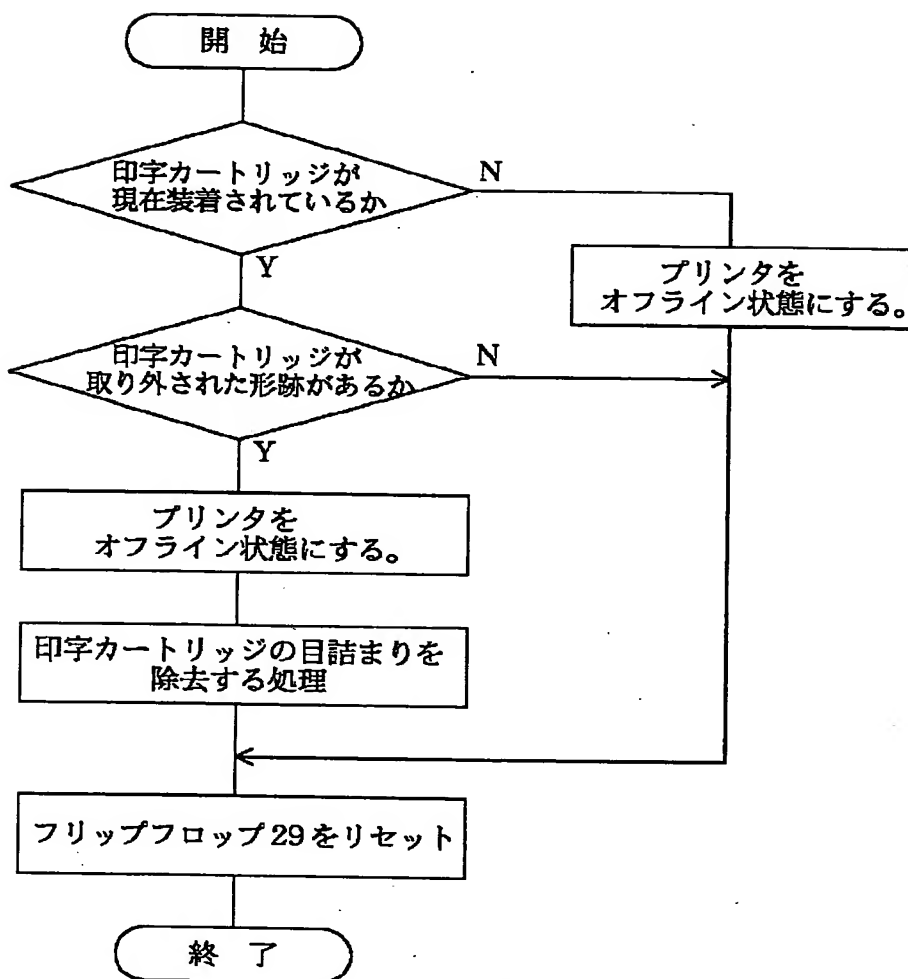 開 始
印字カートリッジが
現在装着されているか
N
Y
プリンタを
オフライン状態にする。
印字カートリッジが
取り外された形跡があるか
N
Y
プリンタを
オフライン状態にする。
印字カートリッジの目詰まりを
除去する処理
フリップフロップ29をリセット
終 了